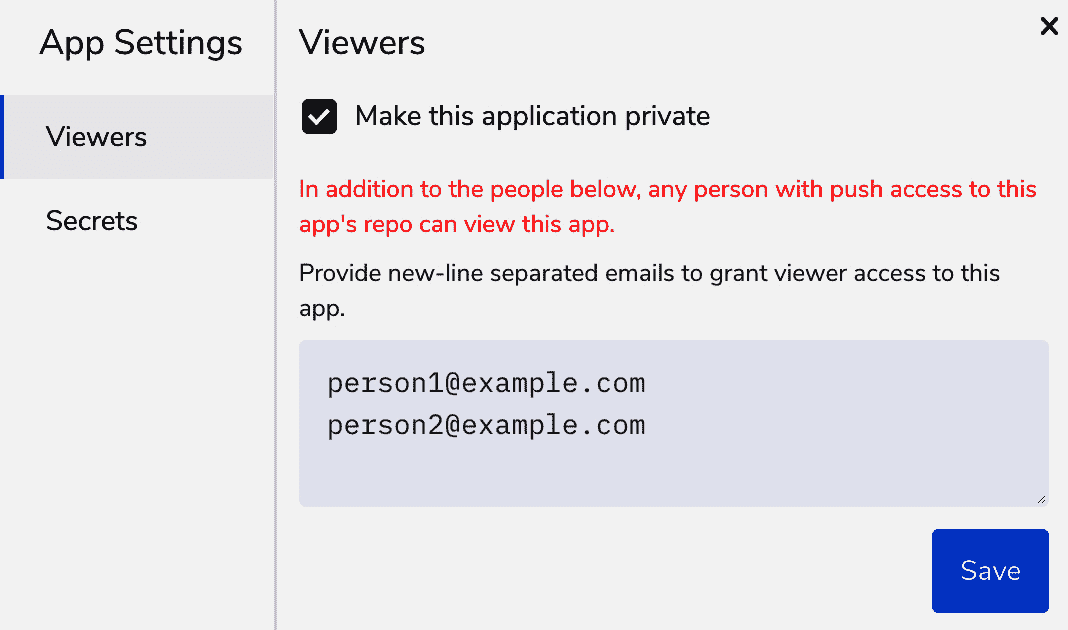 App Settings
Viewers
Secrets
Viewers
Make this application private
In addition to the people below, any person with push access to this
app's repo can view this app.
Provide new-line separated emails to grant viewer access to this
app.
person1@example.com
person2@example.com
Save